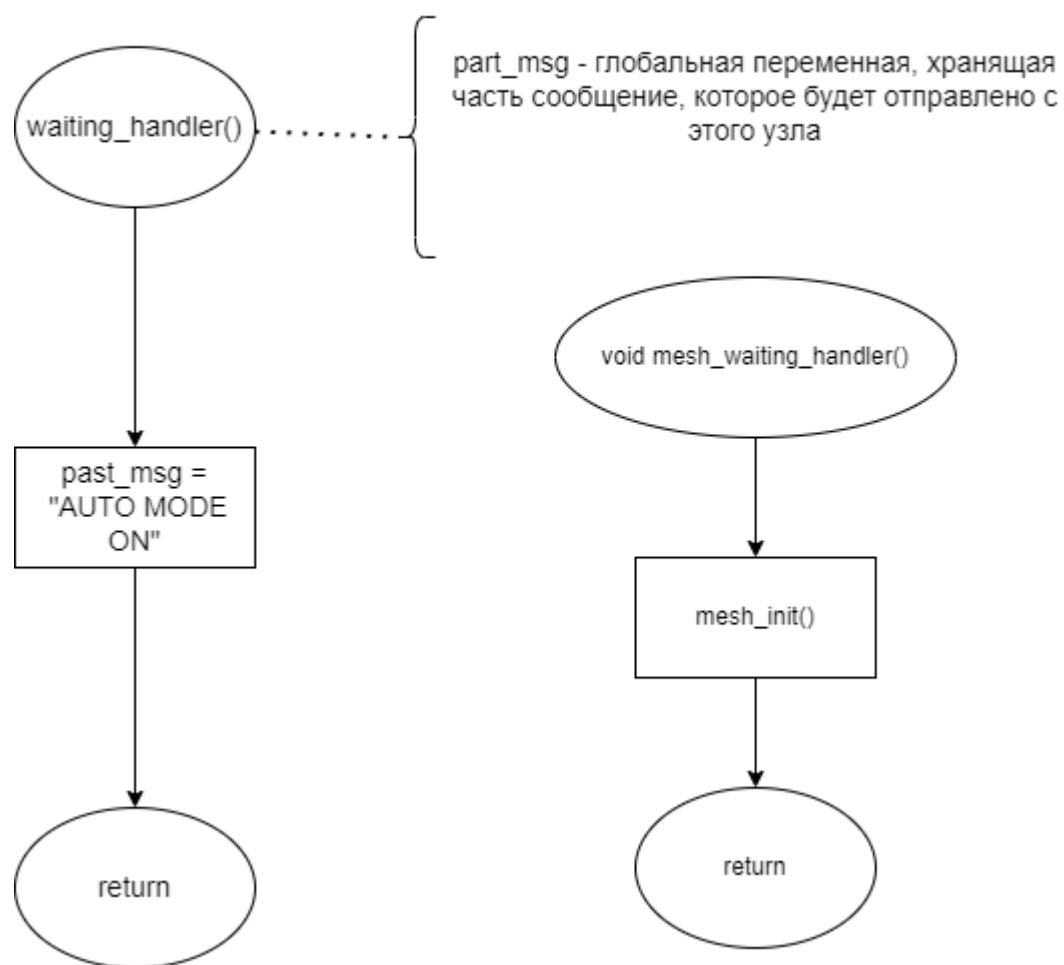 waiting_handler()
part_msg - глобальная переменная, хранящая
часть сообщение, которое будет отправлено с
этого узла
past_msg =
"AUTO MODE
ON"
return
void mesh_waiting_handler()
mesh_init()
return